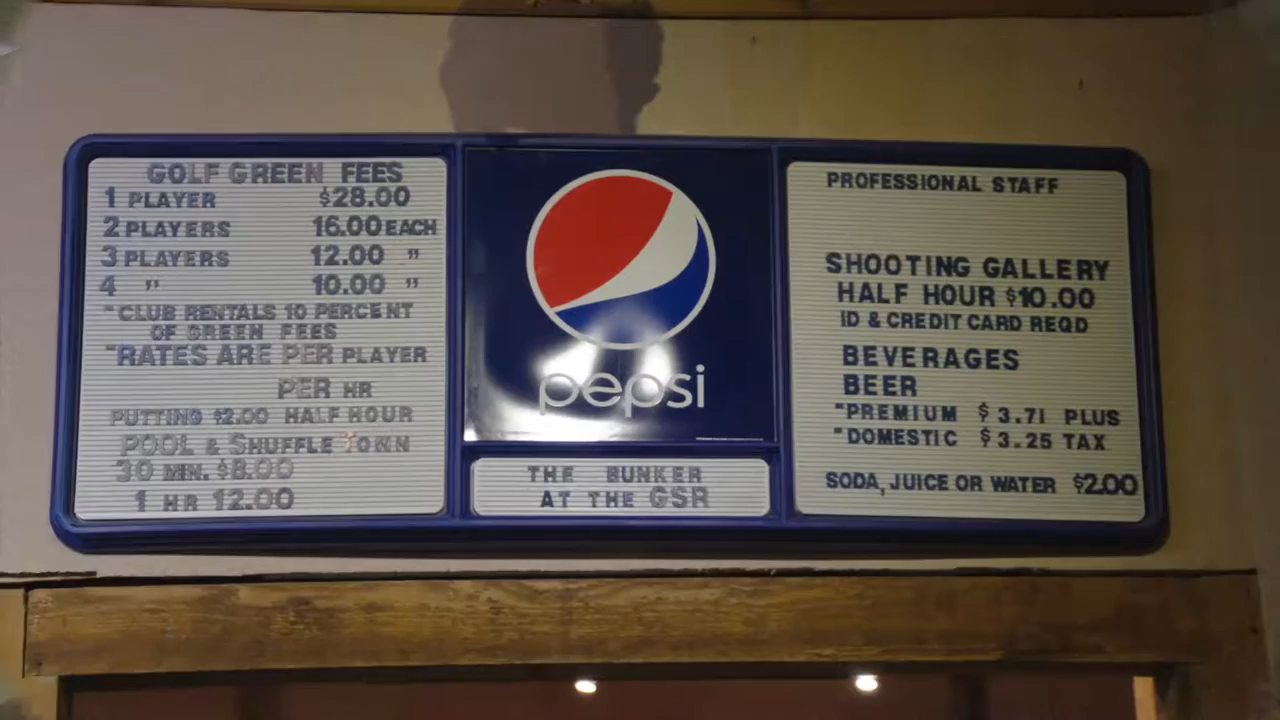 GOLF GREEN FEES
1 PLAYER $28.00
2 PLAYERS 16.00 EACH
3 PLAYERS 12.00 "
4 " 10.00 "
"CLUB RENTALS 10 PERCENT
OF GREEN FEES
"RATES ARE PER PLAYER
PER HR
PUTTING $2.00 HALF HOUR
POOL & SHUFFLE TOWN
30 MIN. $8.00
1 HR 12.00
pepsi
THE BUNKER
AT THE GSR
PROFESSIONAL STAFF
SHOOTING GALLERY
HALF HOUR $10.00
ID & CREDIT CARD REQD
BEVERAGES
BEER
"PREMIUM $3.71 PLUS
"DOMESTIC $3.25 TAX
SODA, JUICE OR WATER $2.00